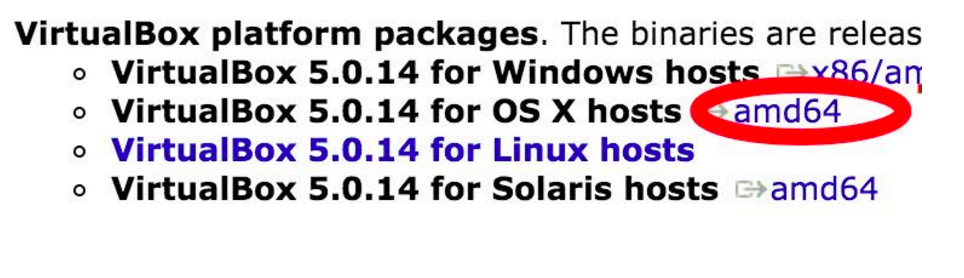 VirtualBox platform packages. The binaries are releas
VirtualBox 5.0.14 for Windows hosts x86/am
VirtualBox 5.0.14 for OS X hosts amd64
VirtualBox 5.0.14 for Linux hosts
VirtualBox 5.0.14 for Solaris hosts amd64